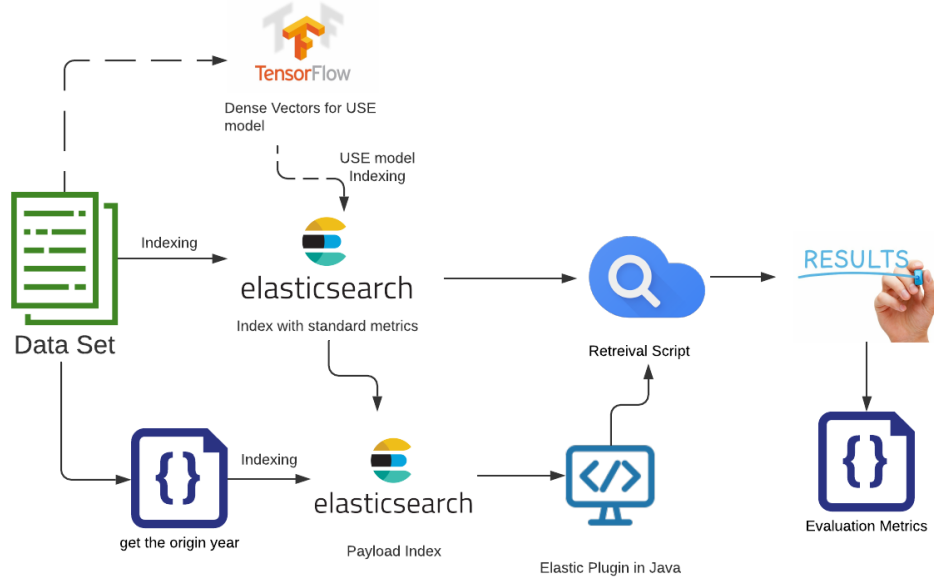 TensorFlow
Dense Vectors for USE
model
USE model
Indexing
Indexing
elasticsearch
Index with standard metrics
RESULTS
Data Set
Retreival Script
{ }
Indexing
get the origin year
elasticsearch
Payload Index
</>
Elastic Plugin in Java
{ }
Evaluation Metrics